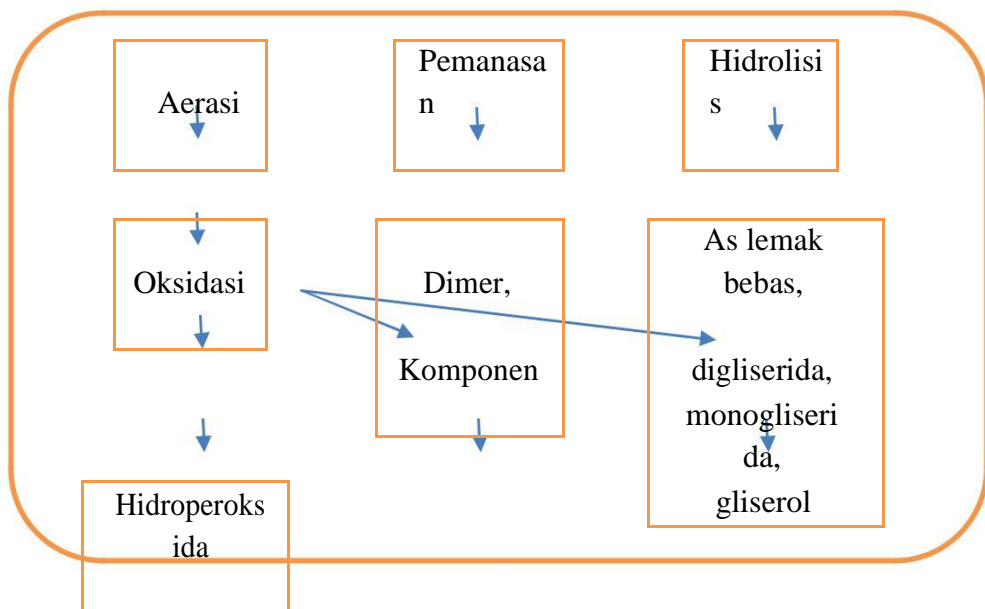 Aerasi
Pemanasa
n
Hidrolisi
s
Oksidasi
Dimer,
Komponen
As lemak
bebas,
digliserida,
monogliseri
da,
gliserol
Hidroperoks
ida